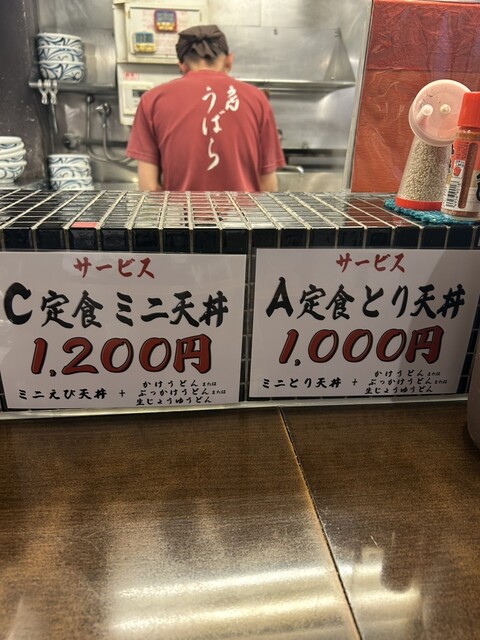 うばら
サービス
C定食 ミニ天丼
1,200円
ミニえび天丼 + かけうどん または
ぶっかけうどん または
生じょうゆうどん
サービス
A定食 とり天丼
1,000円
ミニとり天丼 + かけうどん または
ぶっかけうどん または
生じょうゆうどん